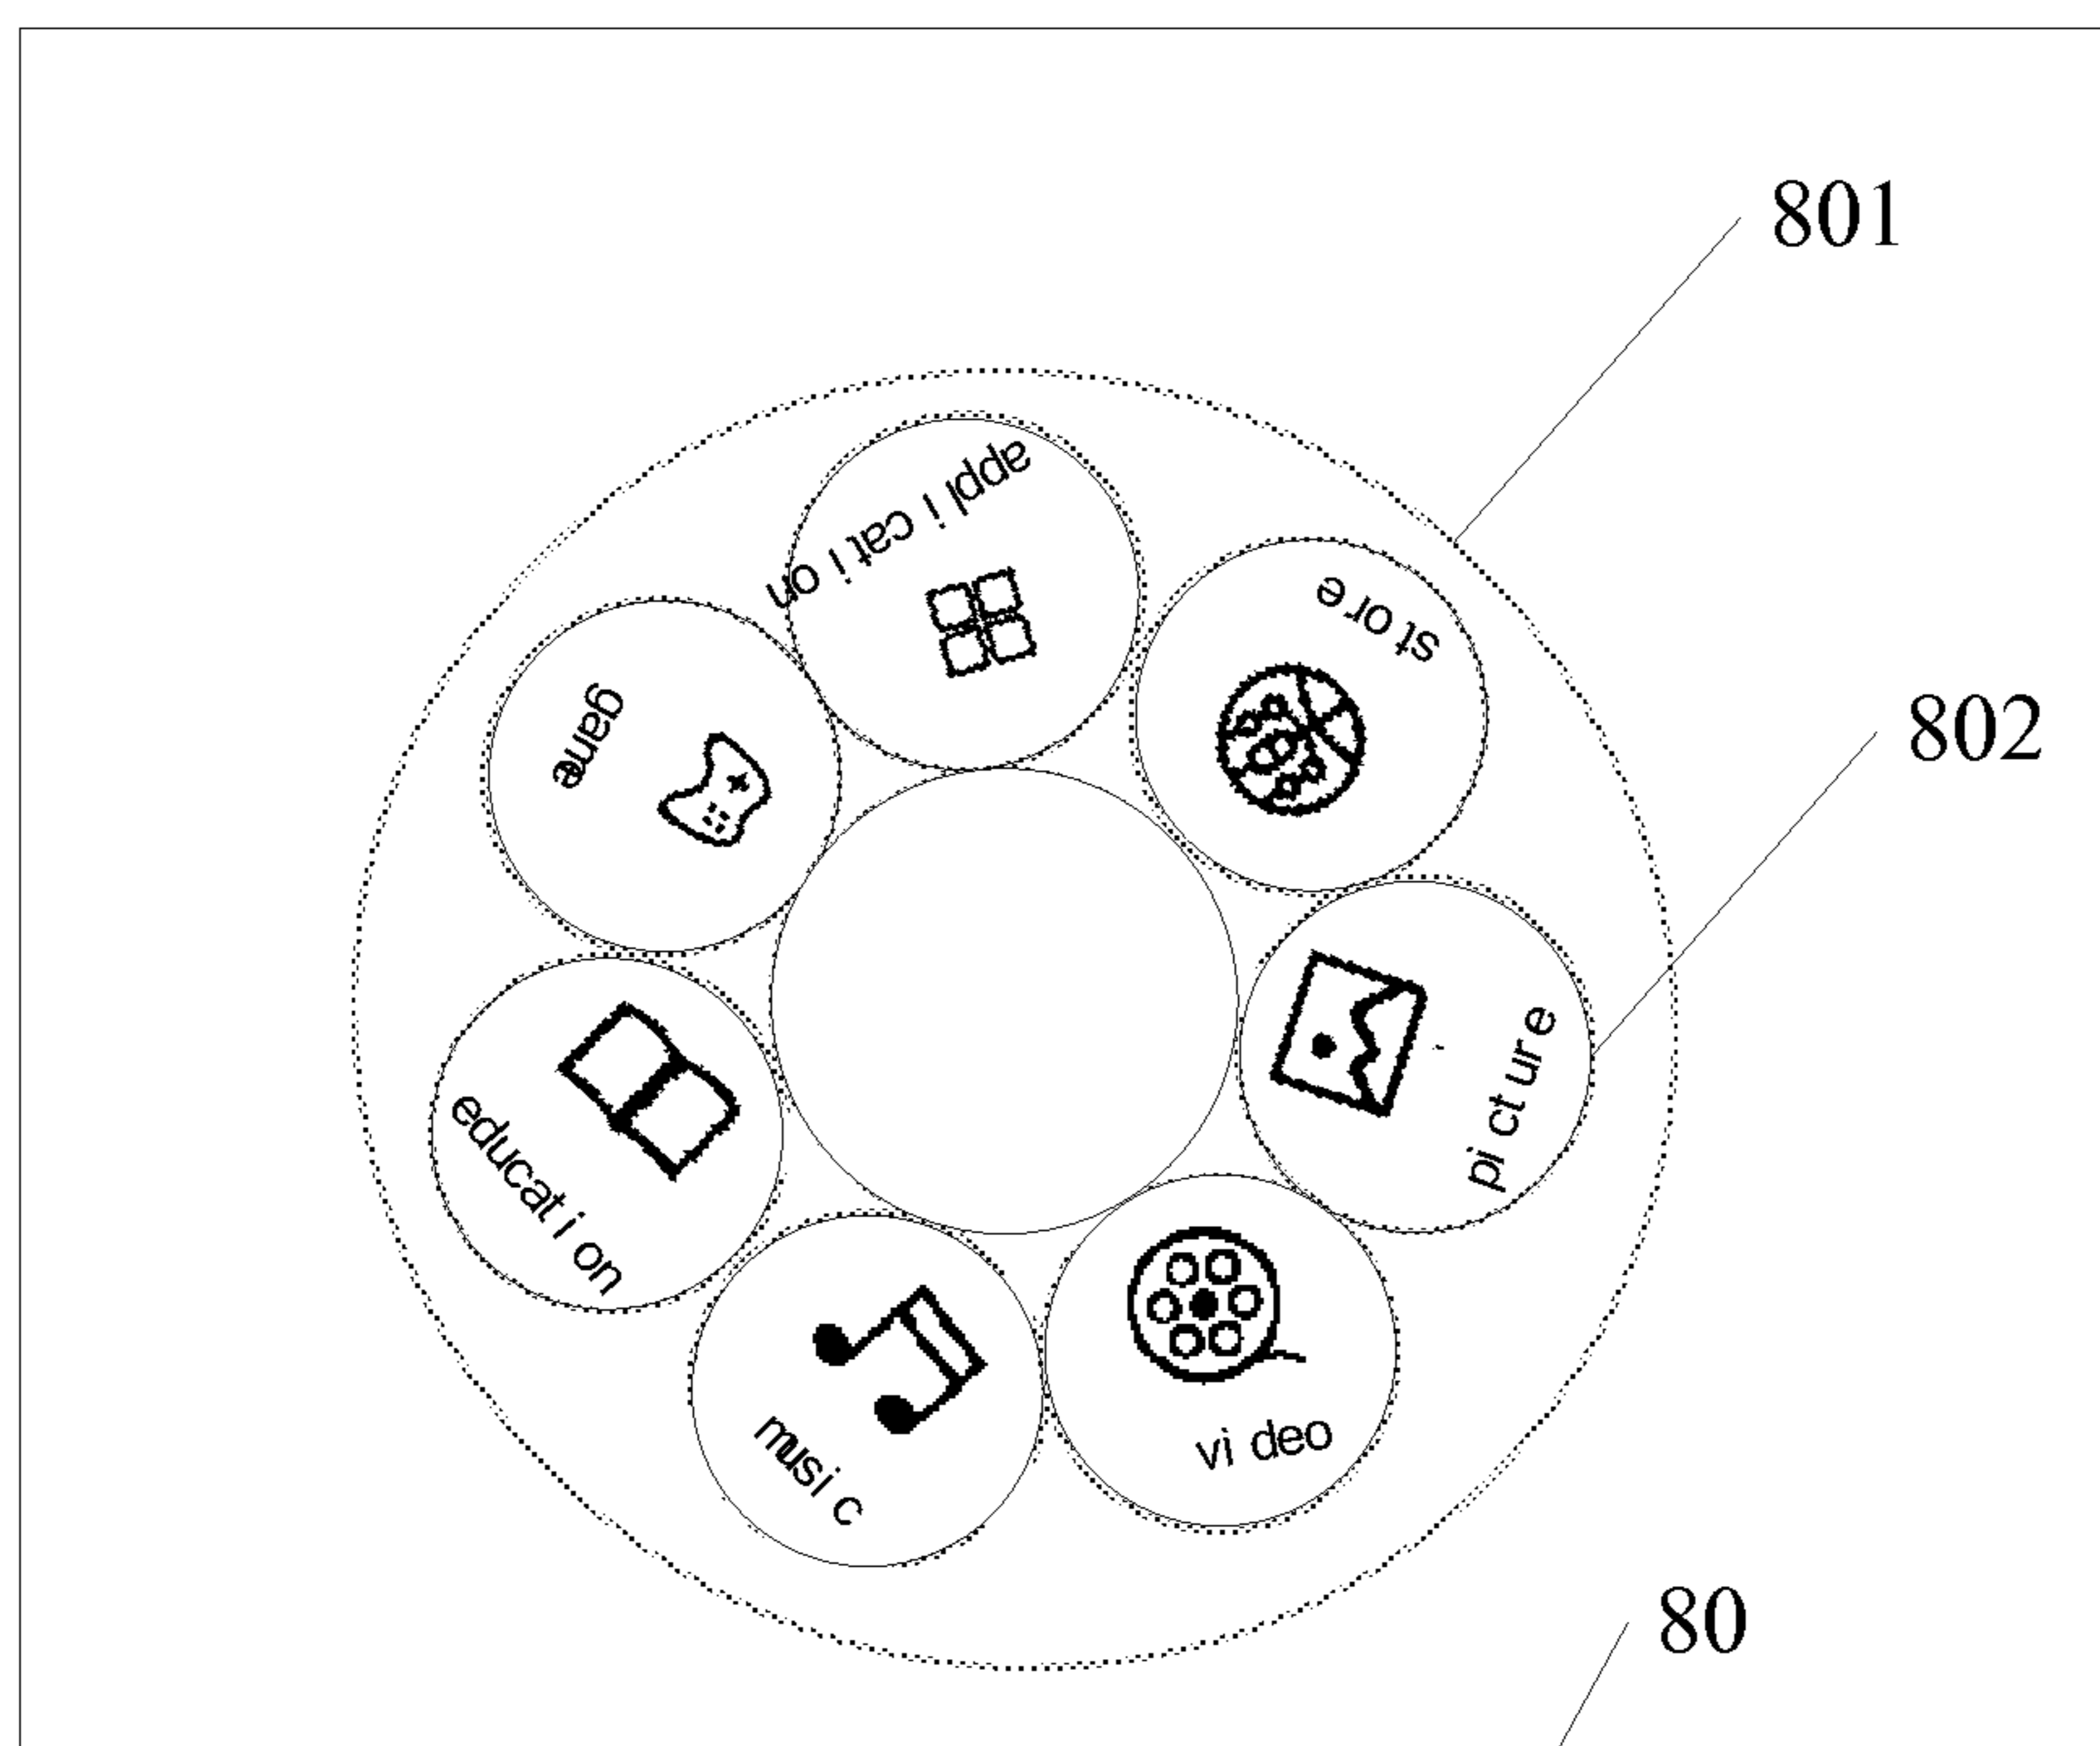 801
application
store
802
game
picture
education
video
music
80